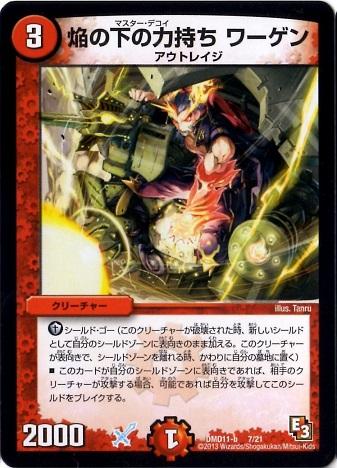 3
マスター・デコイ
焔の下の力持ち ワーゲン
アウトレイジ
クリーチャー
illus. Tanru
シールド・ゴー（このクリーチャーが破壊された時、新しいシールド
として自分のシールドゾーンに表向きのまま加える。このクリーチャー
が表向きで、シールドゾーンを離れる時、かわりに自分の墓地に置く）
■ このカードが自分のシールドゾーンに表向きであれば、相手のク
リーチャーが攻撃する場合、可能であれば自分を攻撃してこのシール
ドをブレイクする。
2000
1
DMD11-b 7/21
©2013 Wizards/Shogakukan/Mitsui-Kids
E3